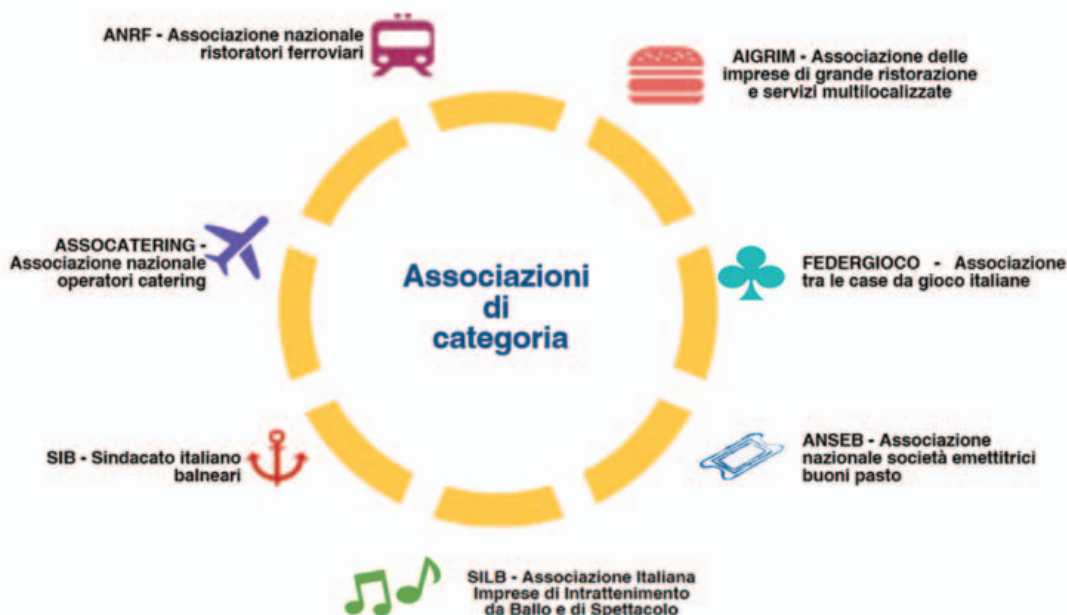 ANRF - Associazione nazionale
ristoratori ferroviari
AIGRIM - Associazione delle
imprese di grande ristorazione
e servizi multilocalizzate
ASSOCATERING -
Associazione nazionale
operatori catering
Associazioni
di
categoria
FEDERGIOCO - Associazione
tra le case da gioco italiane
SIB - Sindacato italiano
balneari
ANSEB - Associazione
nazionale società emettitrici
buoni pasto
SILB - Associazione Italiana
Imprese di Intrattenimento
da Ballo e di Spettacolo